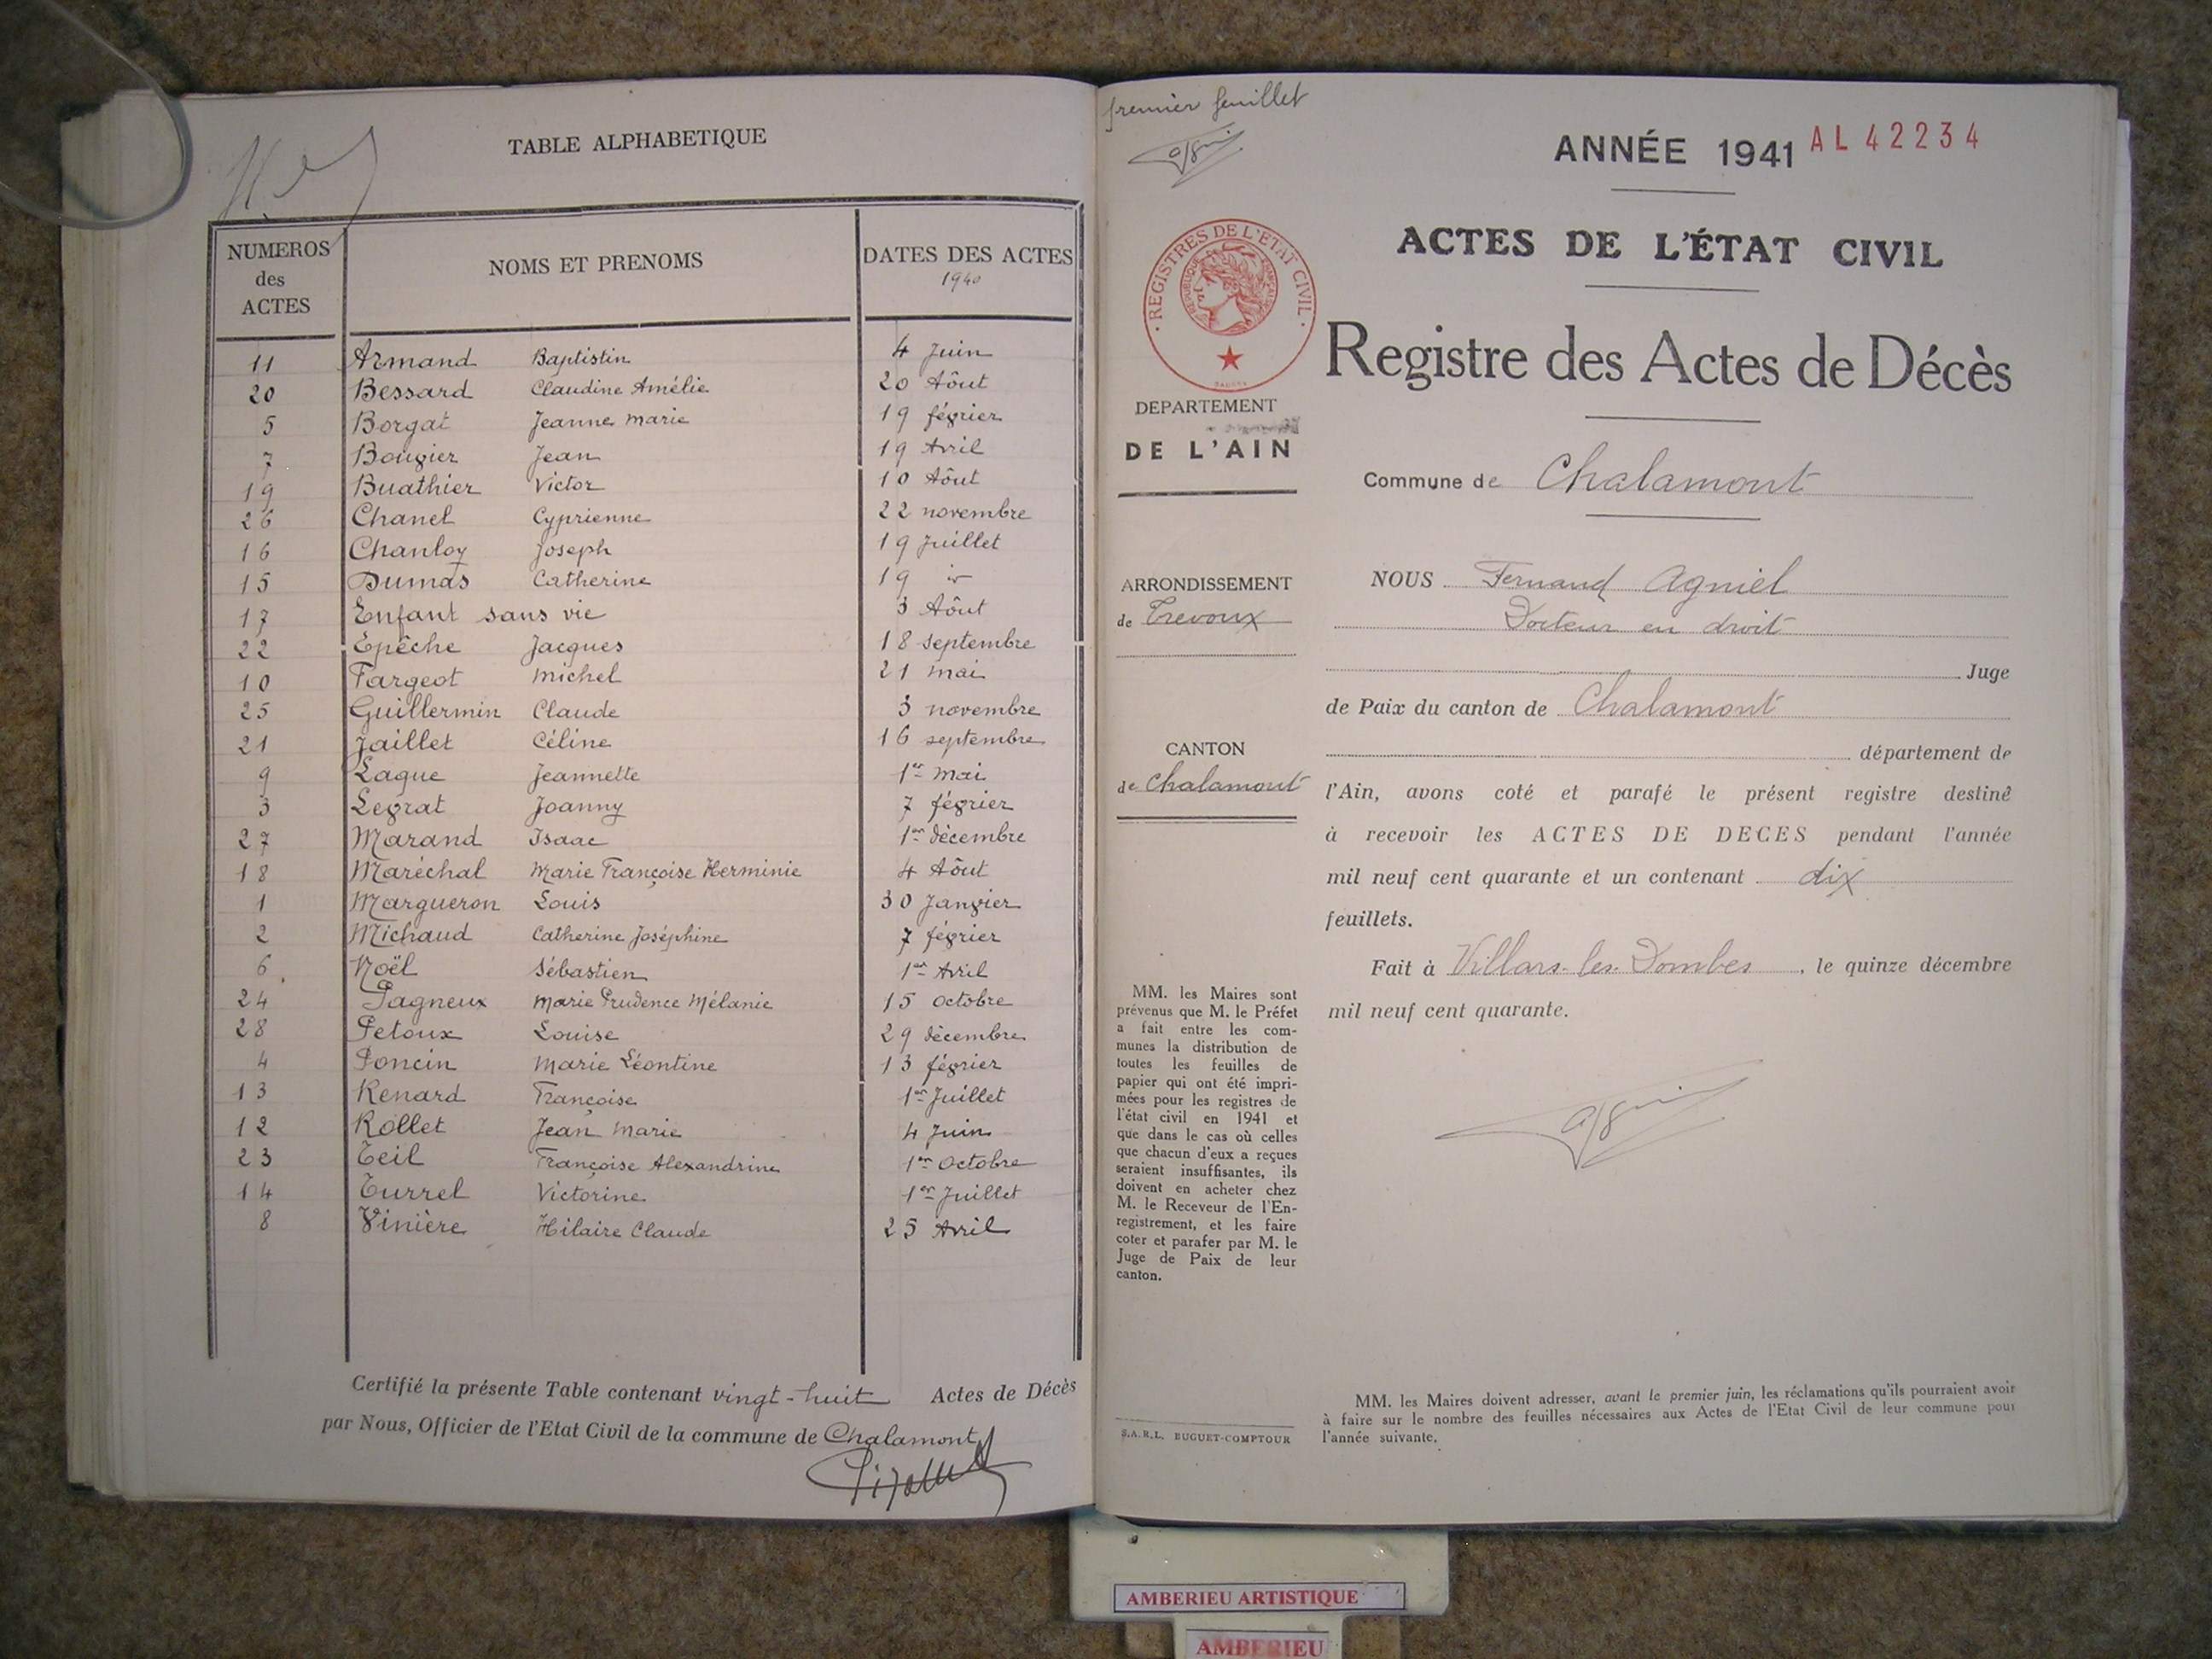 TABLE ALPHABETIQUE
NUMEROS des ACTES
NOMS ET PRENOMS
DATES DES ACTES
1940
11 Armand Baptistin 4 Juin
20 Bessard Claudine Amélie 20 Aôut
5 Borgat Jeanne Marie 19 février
7 Bougier Jean 19 Avril
19 Buathier Victor 10 Aôut
26 Chanel Cyprienne 22 novembre
16 Chanloy Joseph 19 Juillet
15 Dumas Catherine 19
17 Enfant sans vie 3 Aôut
22 Epêche Jacques 18 septembre
10 Fargeot Michel 21 mai
25 Guillermin Claude 3 novembre
21 Jaillet Céline 16 septembre
9 Lague Jeannette 1er mai
3 Legrat Joanny 7 février
27 Marand Isaac 1er décembre
18 Maréchal Marie Françoise Herminie 4 Aôut
1 Margueron Louis 30 Janvier
2 Michaud Catherine Joséphine 7 février
6 Noël Sébastien 1er Avril
24 Pagneux Marie Prudence Mélanie 15 octobre
28 Petoux Louise 29 décembre
4 Poncin Marie Léontine 13 février
13 Renard Françoise 1er Juillet
12 Rollet Jean Marie 4 Juin
23 Teil Françoise Alexandrine 1er octobre
14 Turrel Victorine 1er Juillet
8 Vinière Hilaire Claude 25 Avril
Certifié la présente Table contenant vingt-huit Actes de Décès
par Nous, Officier de l'Etat Civil de la commune de Chalamont
premier feuillet
ANNÉE 1941 AL 42234
REGISTRES DE L'ETAT CIVIL
REPUBLIQUE FRANÇAISE
ACTES DE L'ÉTAT CIVIL
Registre des Actes de Décès
DEPARTEMENT
DE L'AIN
Commune de Chalamont
ARRONDISSEMENT
de Trevoux
NOUS Fernand Agniel
Docteur en droit
Juge
de Paix du canton de Chalamont
département de
CANTON
de Chalamont
l'Ain, avons coté et parafé le présent registre destiné
à recevoir les ACTES DE DECES pendant l'année
mil neuf cent quarante et un contenant dix
feuillets.
Fait à Villars-les-Dombes, le quinze décembre
mil neuf cent quarante.
MM. les Maires sont
prévenus que M. le Préfet
a fait entre les com-
munes la distribution de
toutes les feuilles de
papier qui ont été impri-
mées pour les registres de
l'état civil en 1941 et
que dans le cas où celles
que chacun d'eux a reçues
seraient insuffisantes, ils
doivent en acheter chez
M. le Receveur de l'En-
registrement, et les faire
coter et parafer par M. le
Juge de Paix de leur
canton.
S.A.R.L. BUGUET-COMPTOUR
MM. les Maires doivent adresser, avant le premier juin, les réclamations qu'ils pourraient avoir
à faire sur le nombre des feuilles nécessaires aux Actes de l'Etat Civil de leur commune pour
l'année suivante.
AMBERIEU ARTISTIQUE
AMBERIEU